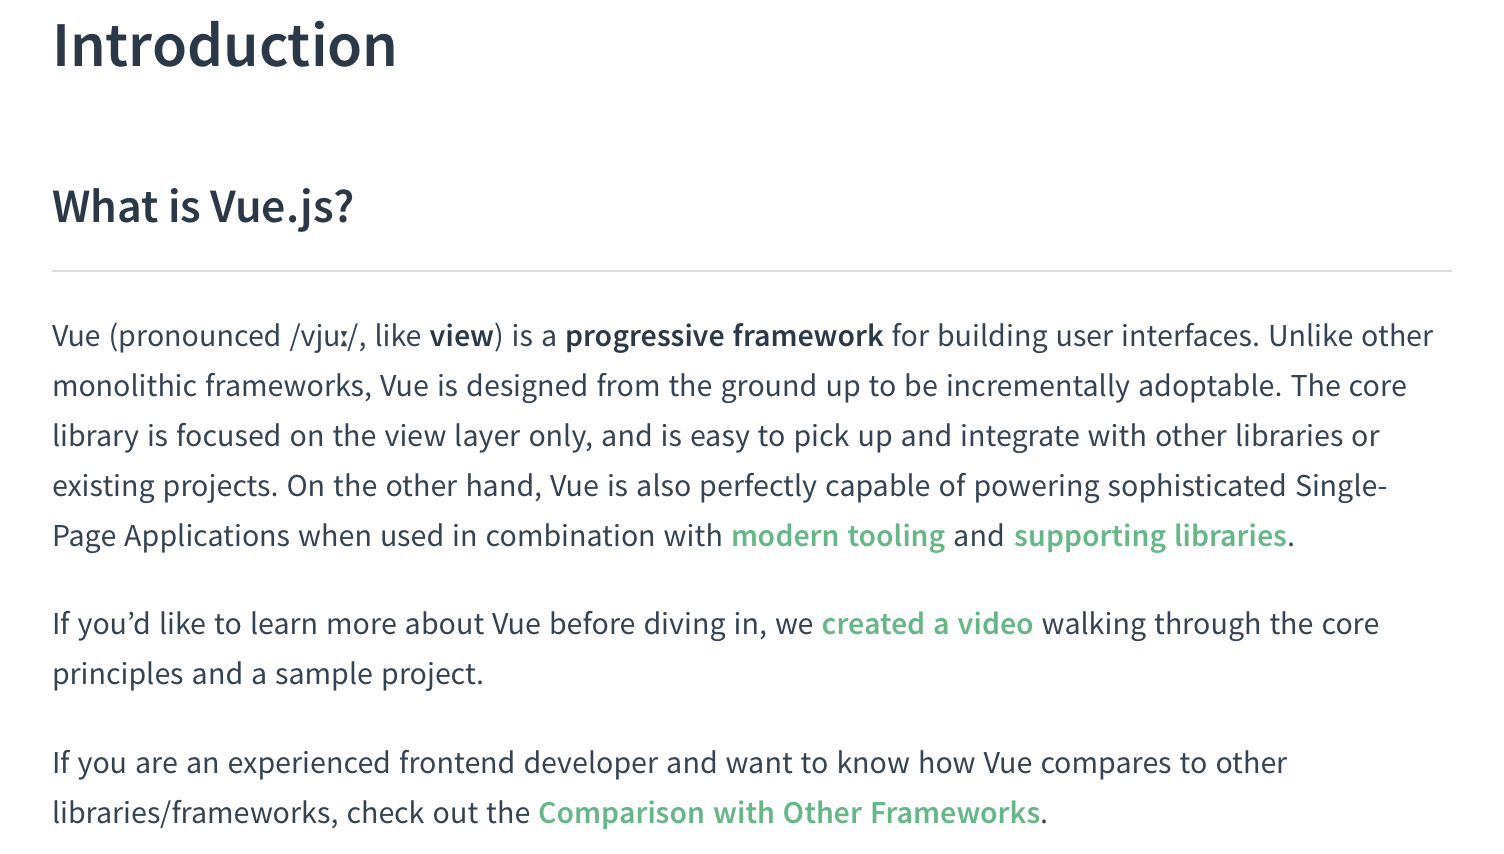 Introduction
What is Vue.js?
Vue (pronounced /vjuː/, like view) is a progressive framework for building user interfaces. Unlike other
monolithic frameworks, Vue is designed from the ground up to be incrementally adoptable. The core
library is focused on the view layer only, and is easy to pick up and integrate with other libraries or
existing projects. On the other hand, Vue is also perfectly capable of powering sophisticated Single-
Page Applications when used in combination with modern tooling and supporting libraries.
If you’d like to learn more about Vue before diving in, we created a video walking through the core
principles and a sample project.
If you are an experienced frontend developer and want to know how Vue compares to other
libraries/frameworks, check out the Comparison with Other Frameworks.